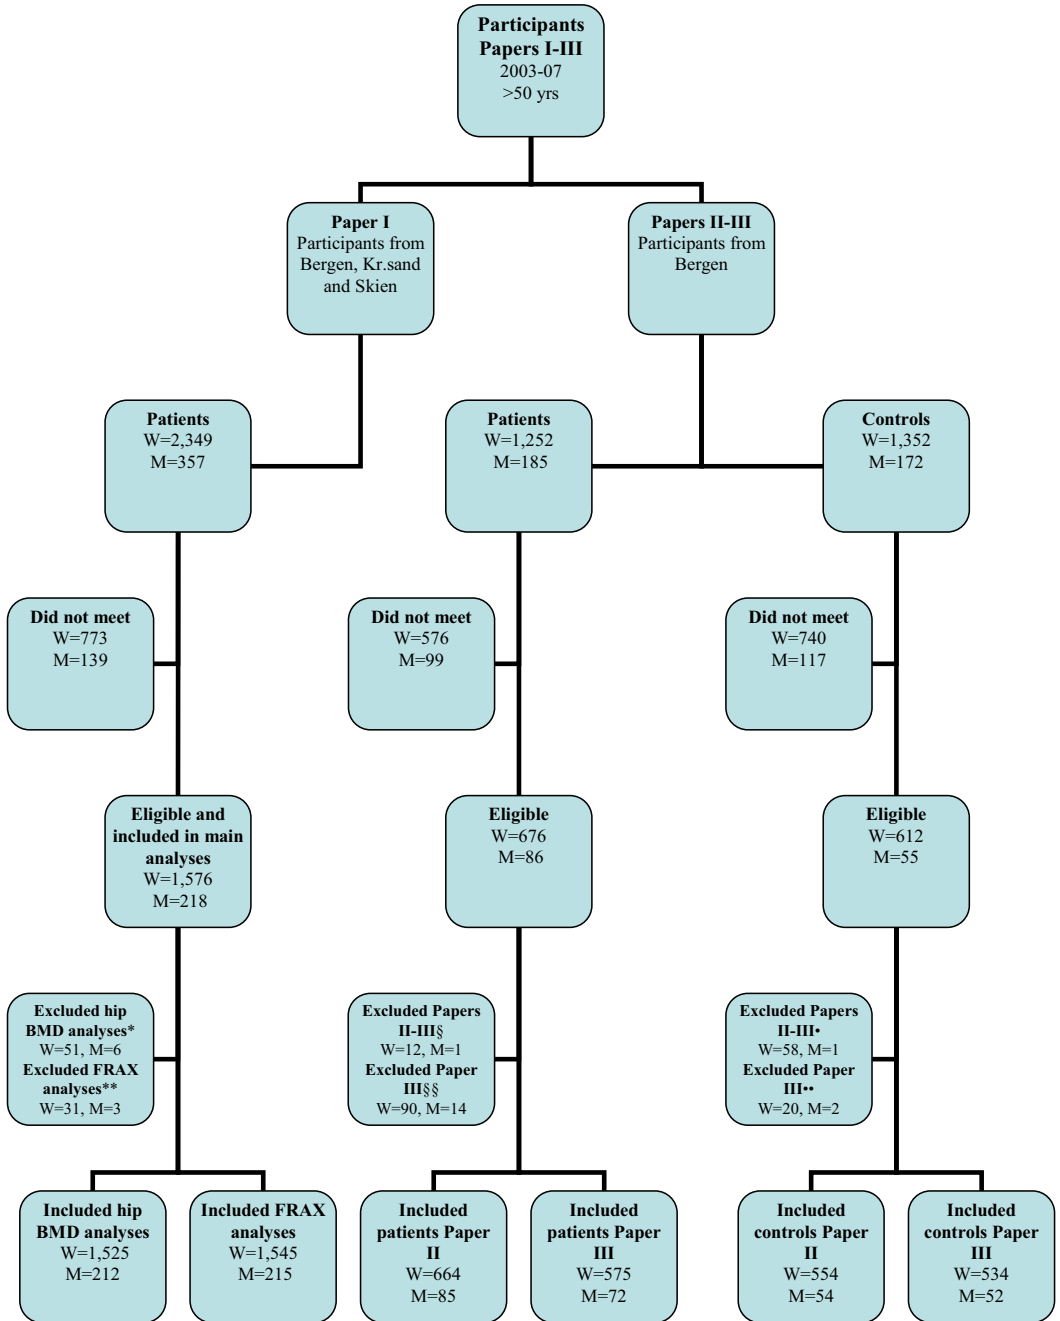 Participants
Papers I-III
2003-07
>50 yrs
Paper I
Participants from
Bergen, Kr.sand
and Skien
Papers II-III
Participants from
Bergen
Patients
W=2,349
M=357
Patients
W=1,252
M=185
Controls
W=1,352
M=172
Did not meet
W=773
M=139
Did not meet
W=576
M=99
Did not meet
W=740
M=117
Eligible and
included in main
analyses
W=1,576
M=218
Eligible
W=676
M=86
Eligible
W=612
M=55
Excluded hip
BMD analyses*
W=51, M=6
Excluded FRAX
analyses**
W=31, M=3
Excluded Papers
II-III§
W=12, M=1
Excluded Paper
III§§
W=90, M=14
Excluded Papers
II-III•
W=58, M=1
Excluded Paper
III••
W=20, M=2
Included hip
BMD analyses
W=1,525
M=212
Included FRAX
analyses
W=1,545
M=215
Included
patients Paper
II
W=664
M=85
Included
patients Paper
III
W=575
M=72
Included
controls Paper
II
W=554
M=54
Included
controls Paper
III
W=534
M=52